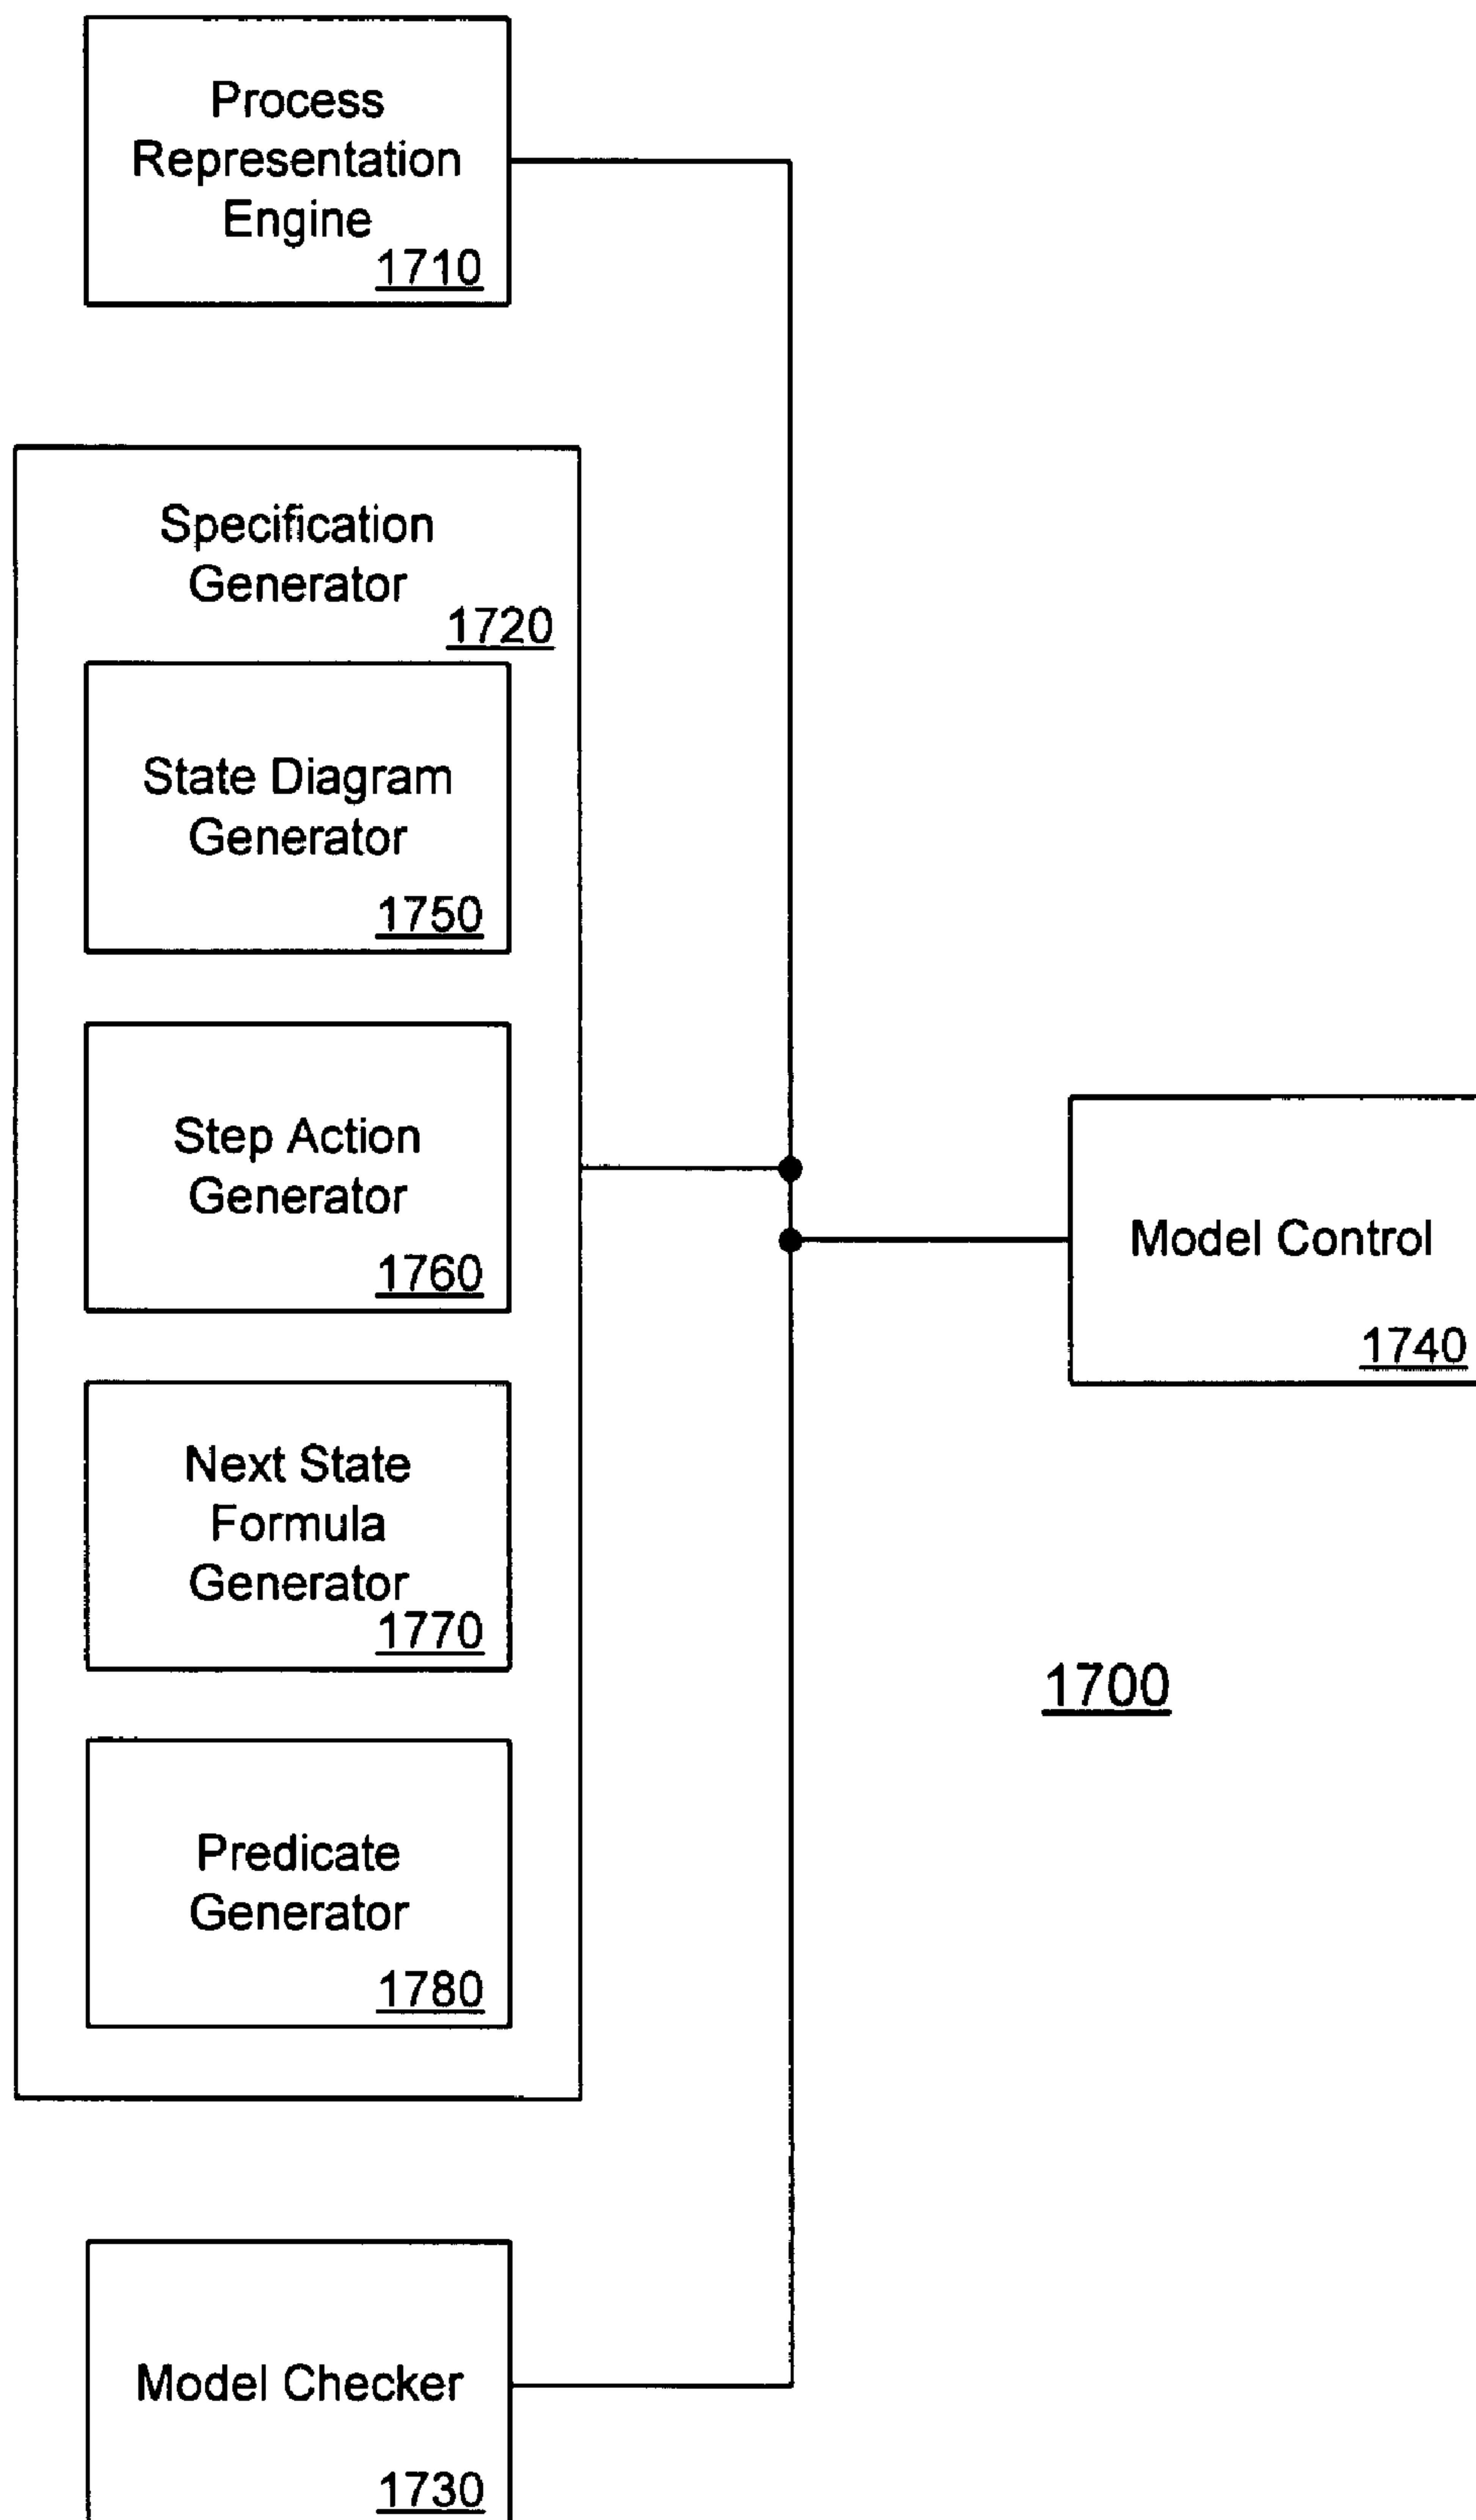 Process
Representation
Engine
1710
Specification
Generator
1720
State Diagram
Generator
1750
Step Action
Generator
1760
Model Control
1740
Next State
Formula
Generator
1770
1700
Predicate
Generator
1780
Model Checker
1730